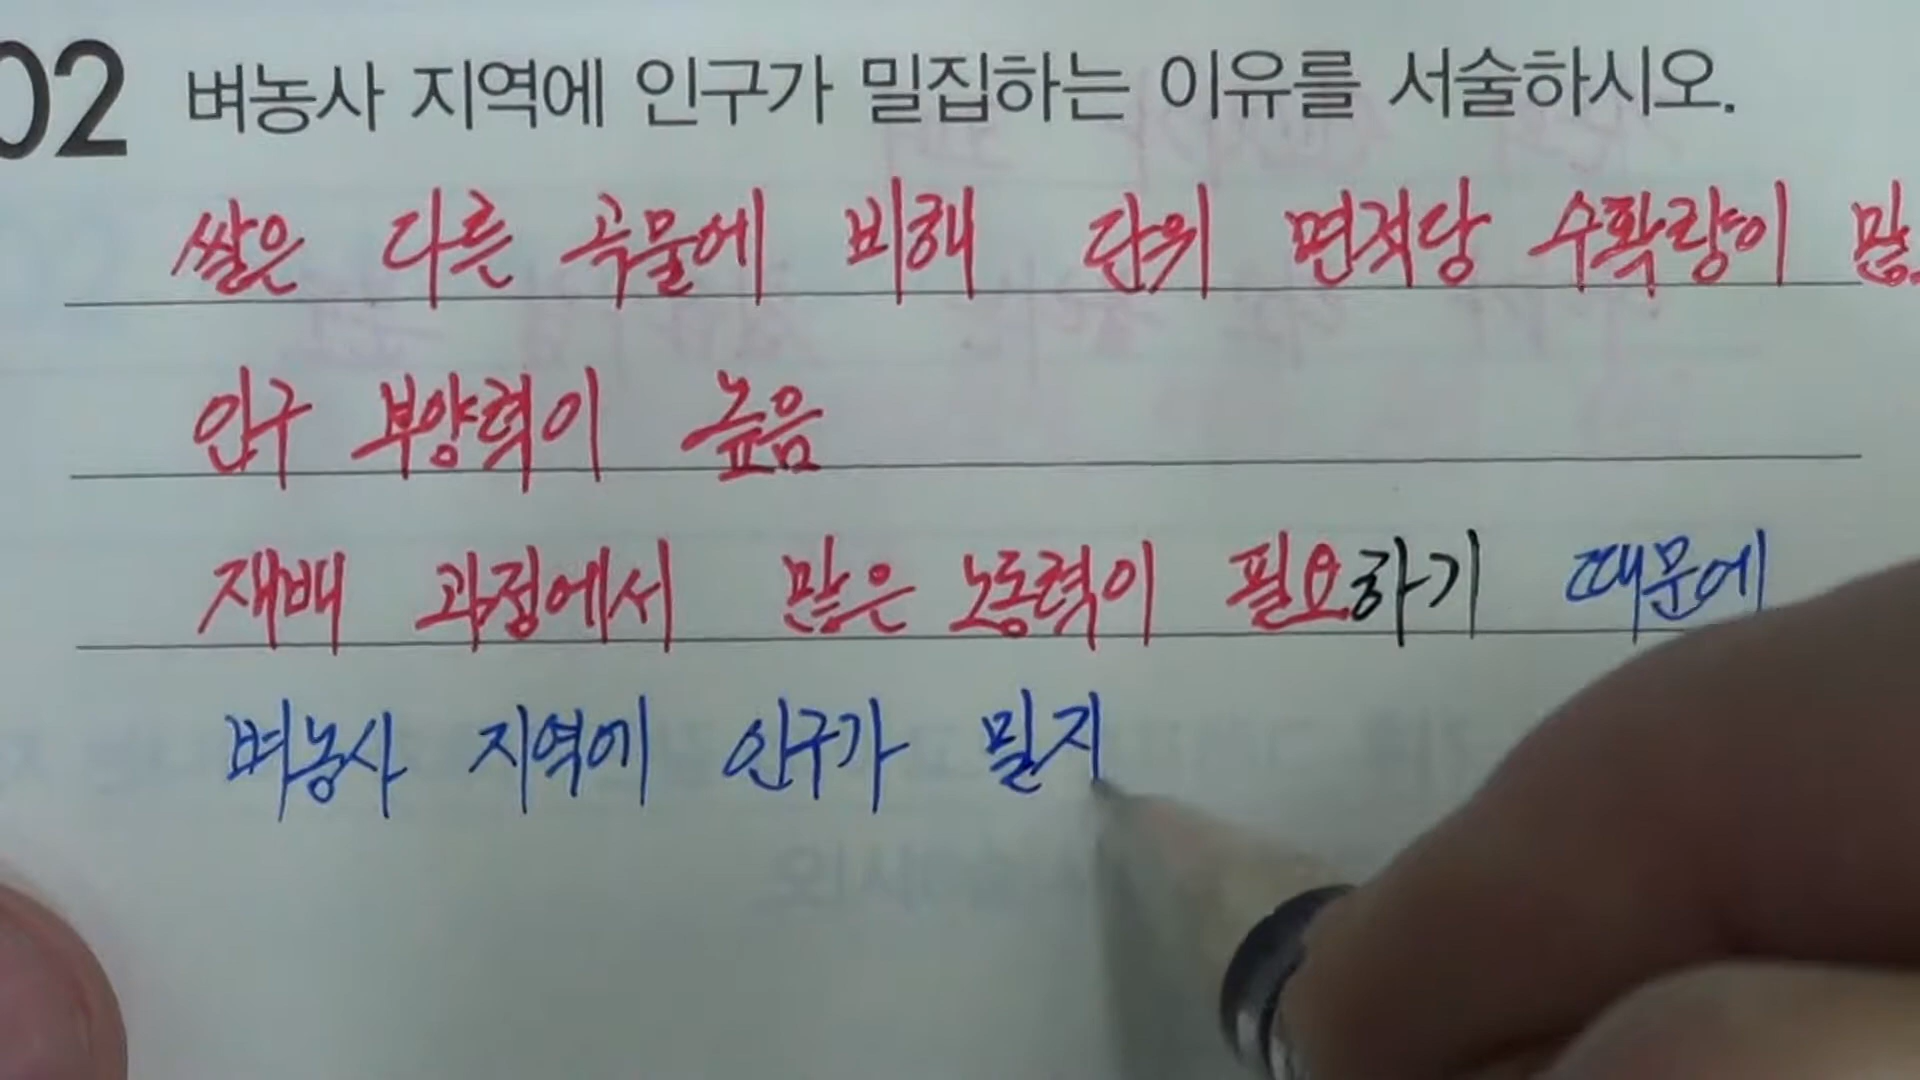 02 벼농사 지역에 인구가 밀집하는 이유를 서술하시오.
쌀은 다른 곡물에 비해 단위 면적당 수확량이 많
인구 부양력이 높음
재배 과정에서 많은 노동력이 필요하기 때문에
벼농사 지역에 인구가 밀지